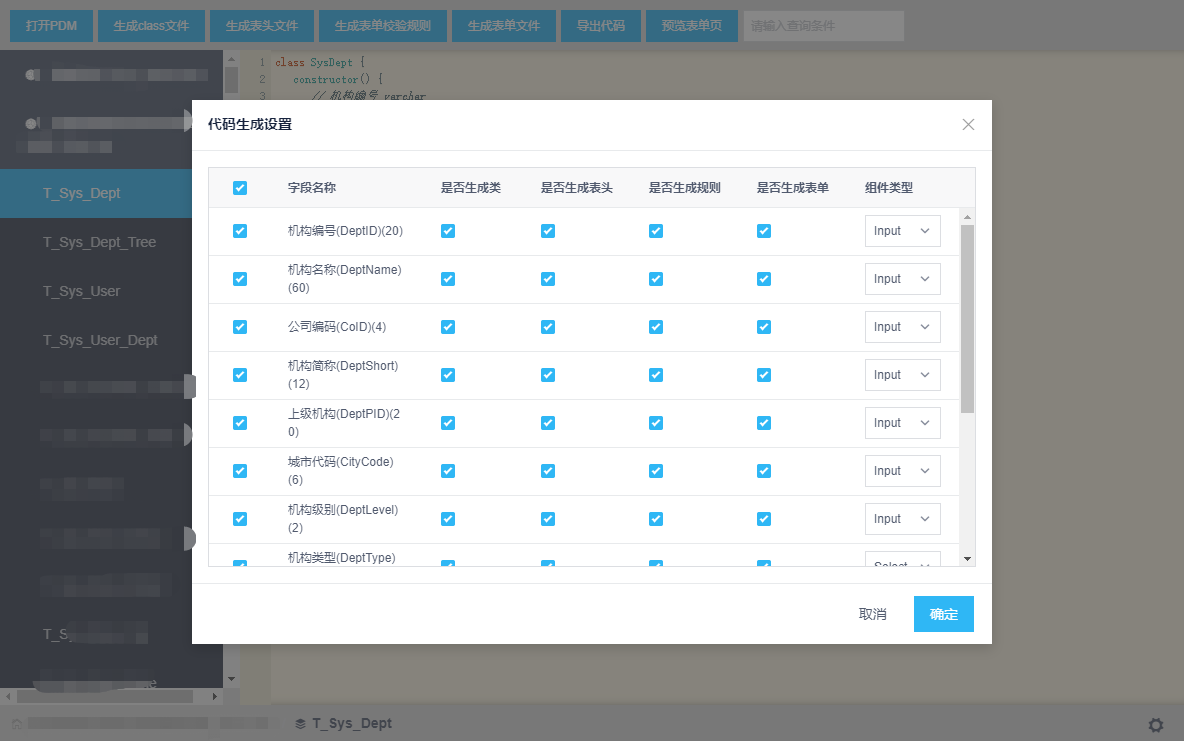 打开PDM 生成class文件 生成表头文件 生成表单校验规则 生成表单文件 导出代码 预览表单页 请输入查询条件
1 class SysDept {
2 constructor() {
3 // 机构编号 varchar
T_Sys_Dept
T_Sys_Dept_Tree
T_Sys_User
T_Sys_User_Dept
代码生成设置
字段名称 是否生成类 是否生成表头 是否生成规则 是否生成表单 组件类型
机构编号(DeptID)(20) Input
机构名称(DeptName)
(60) Input
公司编码(CoID)(4) Input
机构简称(DeptShort)
(12) Input
上级机构(DeptPID)(2
0) Input
城市代码(CityCode)
(6) Input
机构级别(DeptLevel)
(2) Input
机构类型(DeptType) Select
取消 确定
T_Sys_Dept